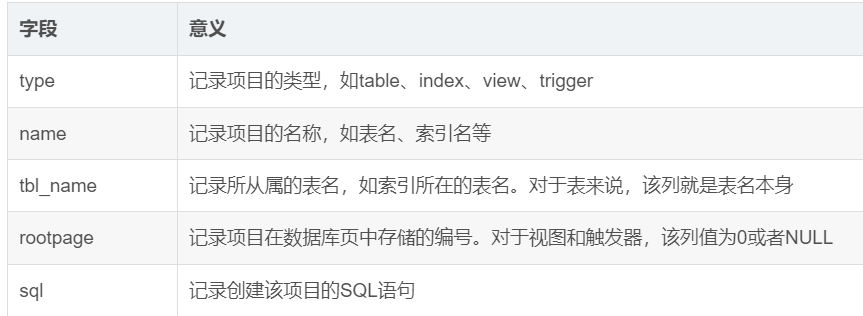 字段 意义
type 记录项目的类型，如table、index、view、trigger
name 记录项目的名称，如表名、索引名等
tbl_name 记录所从属的表名，如索引所在的表名。对于表来说，该列就是表名本身
rootpage 记录项目在数据库页中存储的编号。对于视图和触发器，该列值为0或者NULL
sql 记录创建该项目的SQL语句